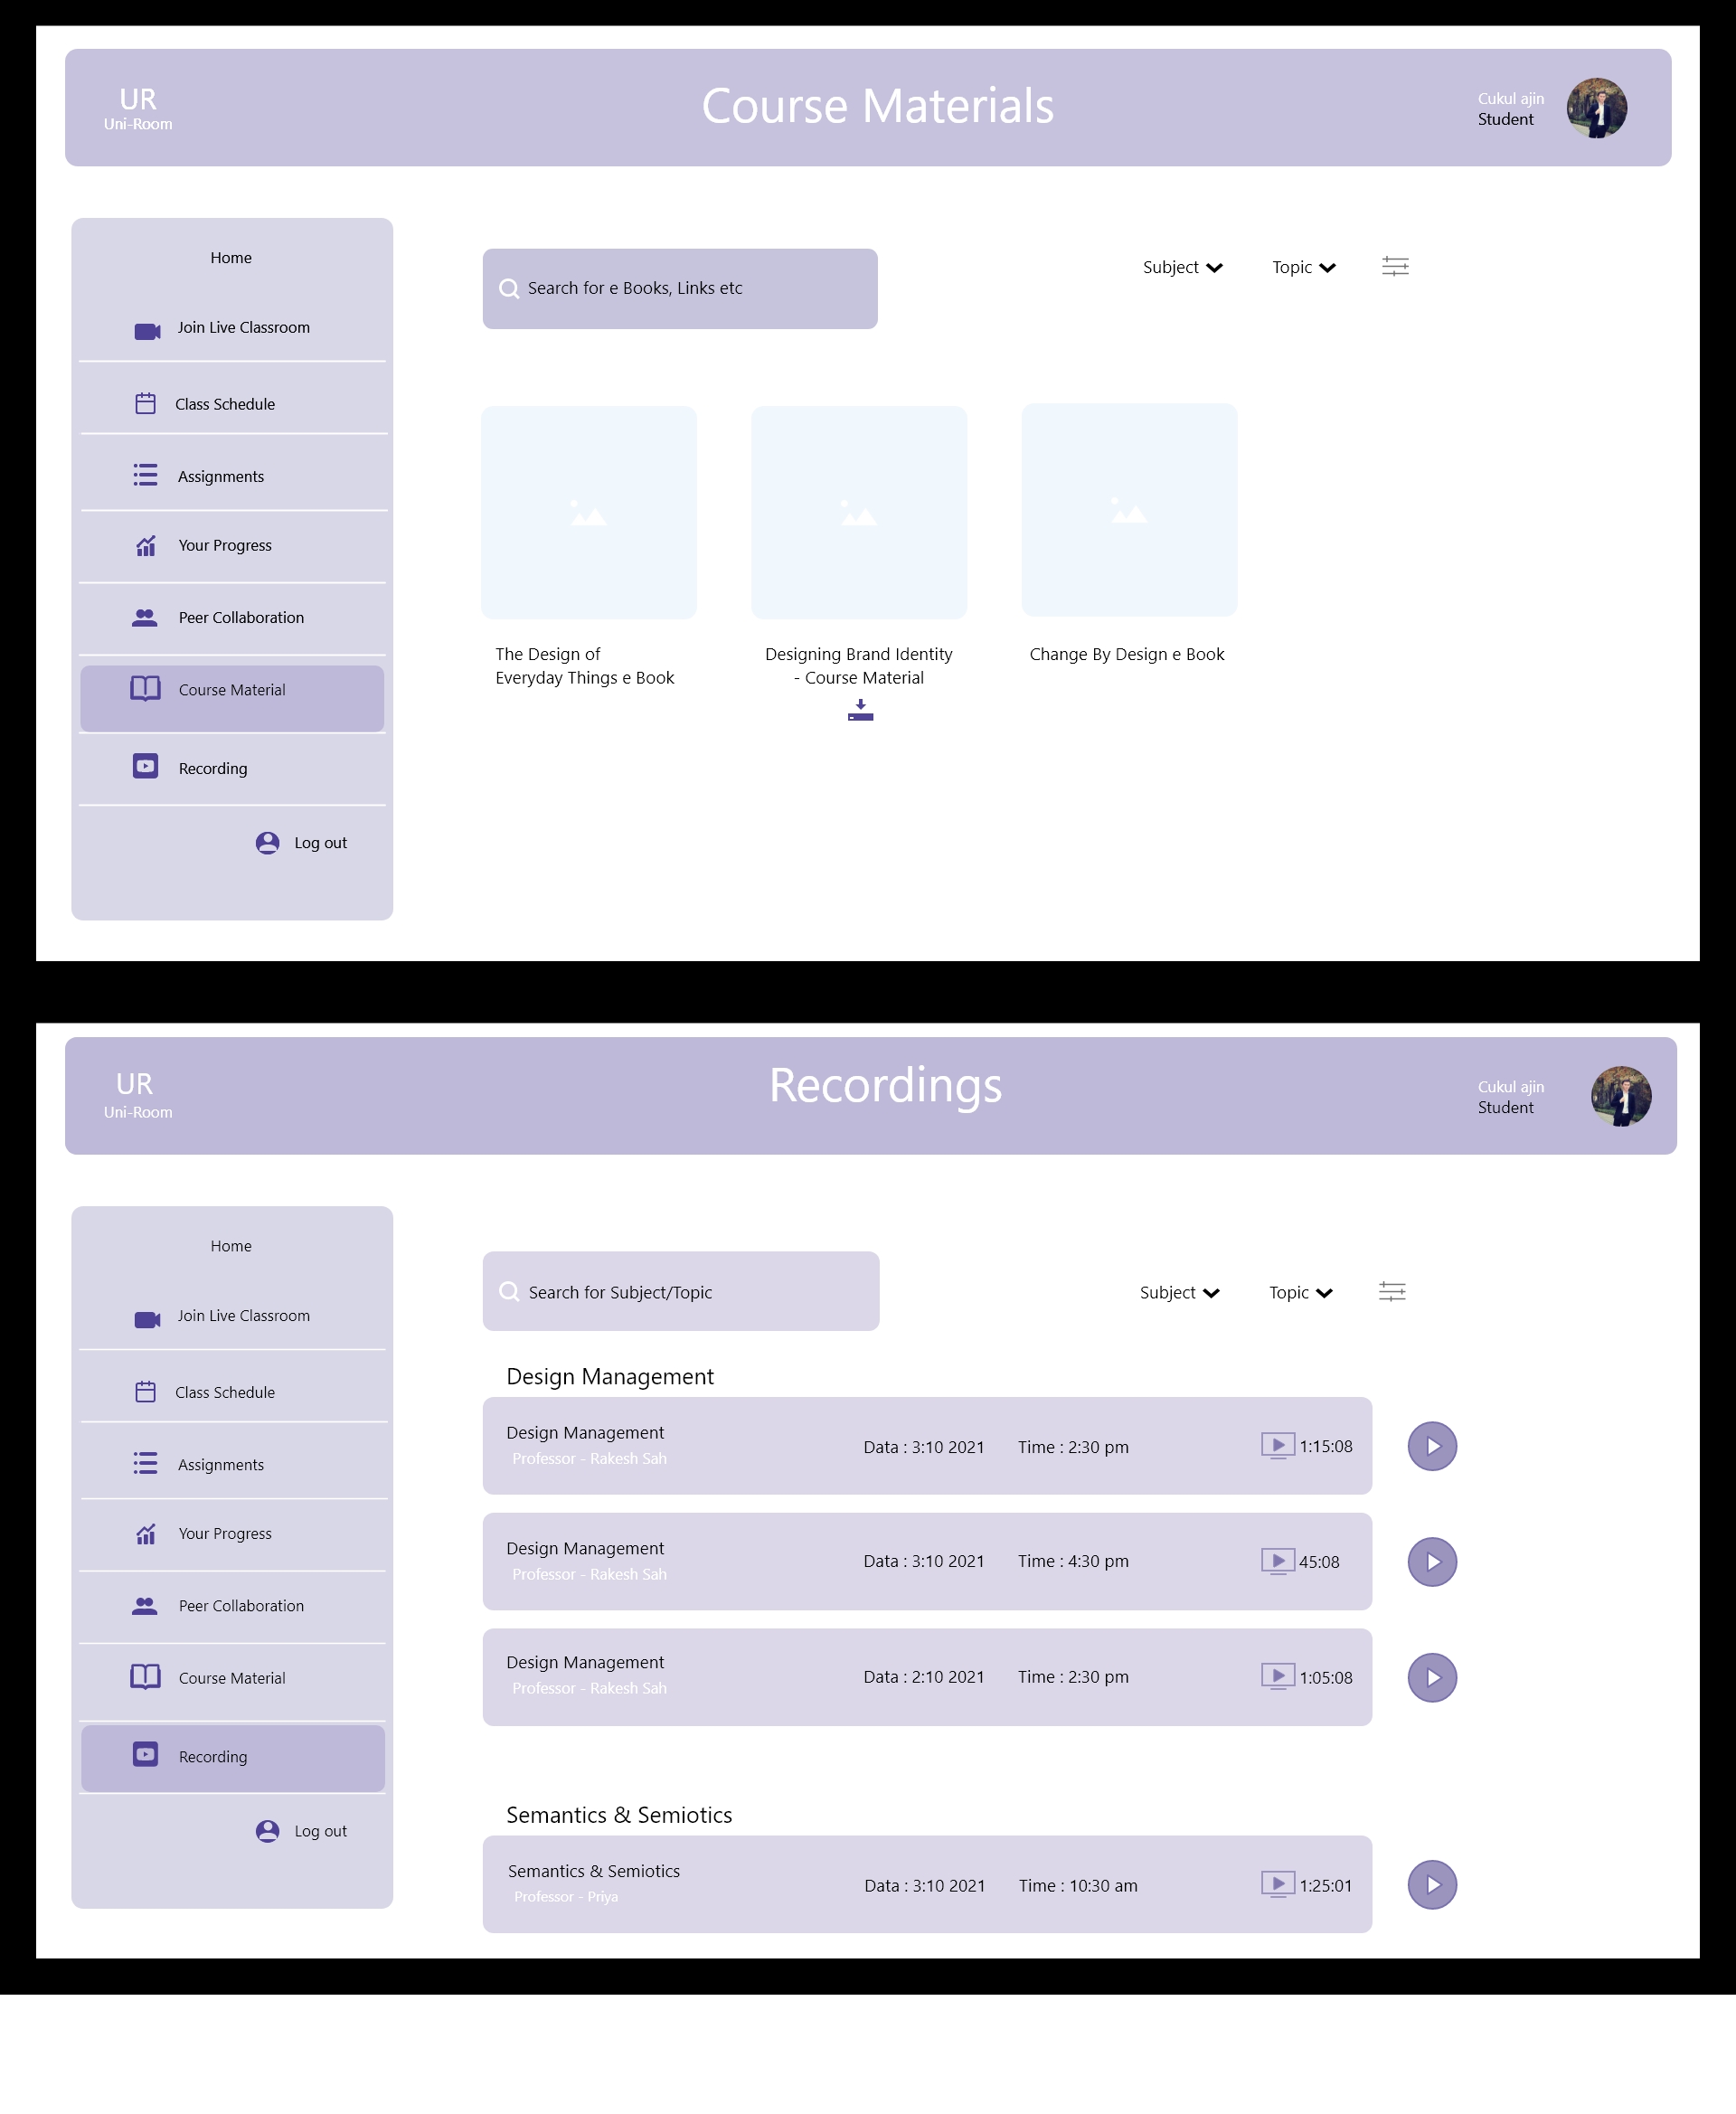 UR
Uni-Room
Course Materials
Cukul ajin
Student
Home
Join Live Classroom
Class Schedule
Assignments
Your Progress
Peer Collaboration
Course Material
Recording
Log out
Search for e Books, Links etc
Subject
Topic
The Design of
Everyday Things e Book
Designing Brand Identity
- Course Material
Change By Design e Book
UR
Uni-Room
Recordings
Cukul ajin
Student
Home
Join Live Classroom
Class Schedule
Assignments
Your Progress
Peer Collaboration
Course Material
Recording
Log out
Search for Subject/Topic
Subject
Topic
Design Management
Design Management
Professor - Rakesh Sah
Data : 3:10 2021
Time : 2:30 pm
1:15:08
Design Management
Professor - Rakesh Sah
Data : 3:10 2021
Time : 4:30 pm
45:08
Design Management
Professor - Rakesh Sah
Data : 2:10 2021
Time : 2:30 pm
1:05:08
Semantics & Semiotics
Semantics & Semiotics
Professor - Priya
Data : 3:10 2021
Time : 10:30 am
1:25:01